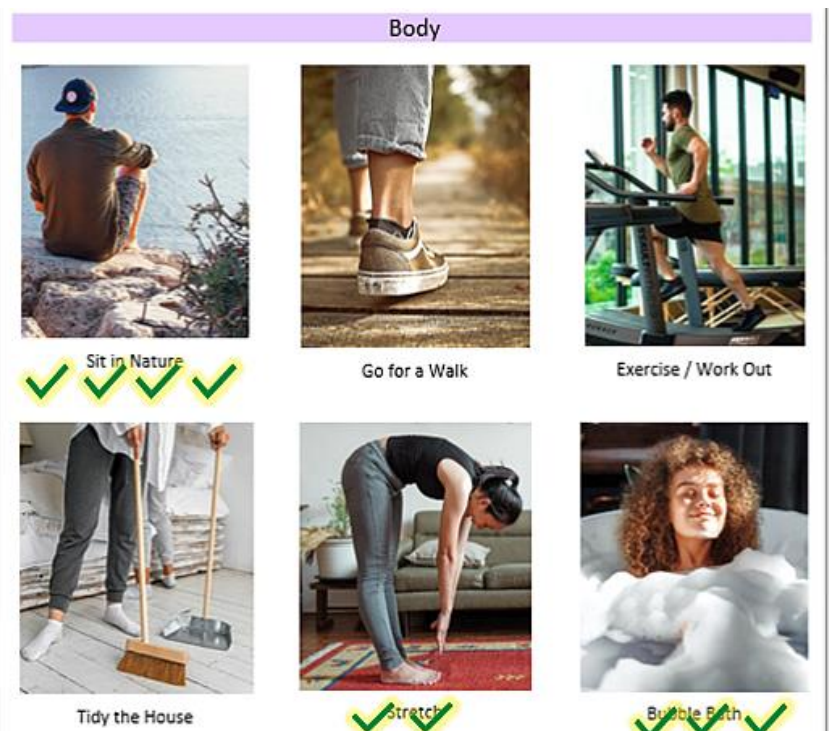 Body
Sit in Nature
Go for a Walk
Exercise / Work Out
Tidy the House
Stretch
Bubble Bath